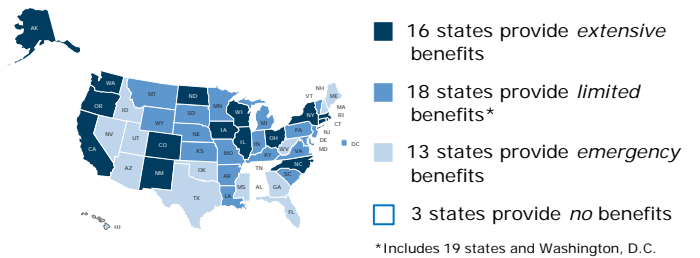 AK
WA
OR
CA
NV
ID
MT
WY
UT
AZ
CO
NM
ND
SD
NE
KS
OK
TX
MN
IA
MO
AR
LA
WI
IL
MI
IN
OH
KY
TN
MS
AL
GA
FL
SC
NC
VA
WV
PA
NY
VT
NH
ME
MA
RI
CT
NJ
DE
MD
DC
HI
16 states provide extensive
benefits
18 states provide limited
benefits*
13 states provide emergency
benefits
3 states provide no benefits
*Includes 19 states and Washington, D.C.